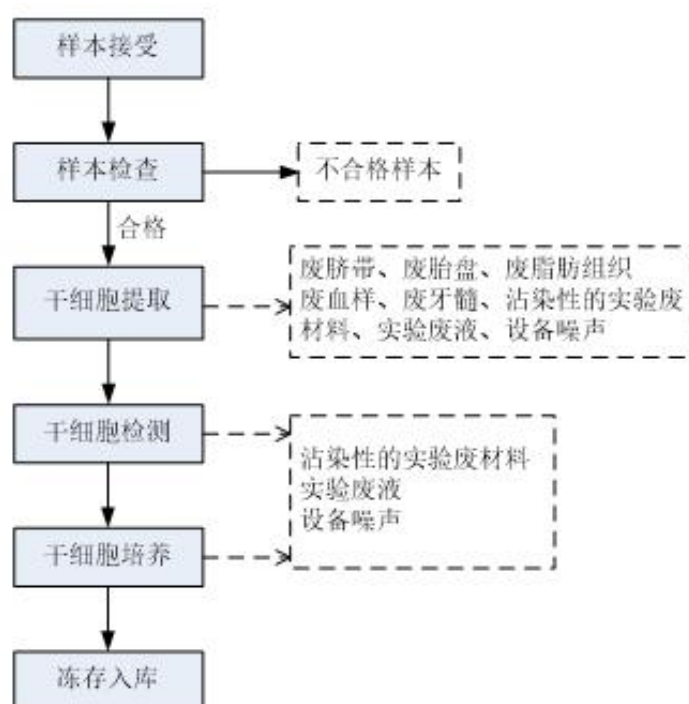 样本接受
样本检查
不合格样本
合格
干细胞提取
废脐带、废胎盘、废脂肪组织
废血样、废牙髓、沾染性的实验废
材料、实验废液、设备噪声
干细胞检测
沾染性的实验废材料
实验废液
设备噪声
干细胞培养
冻存入库